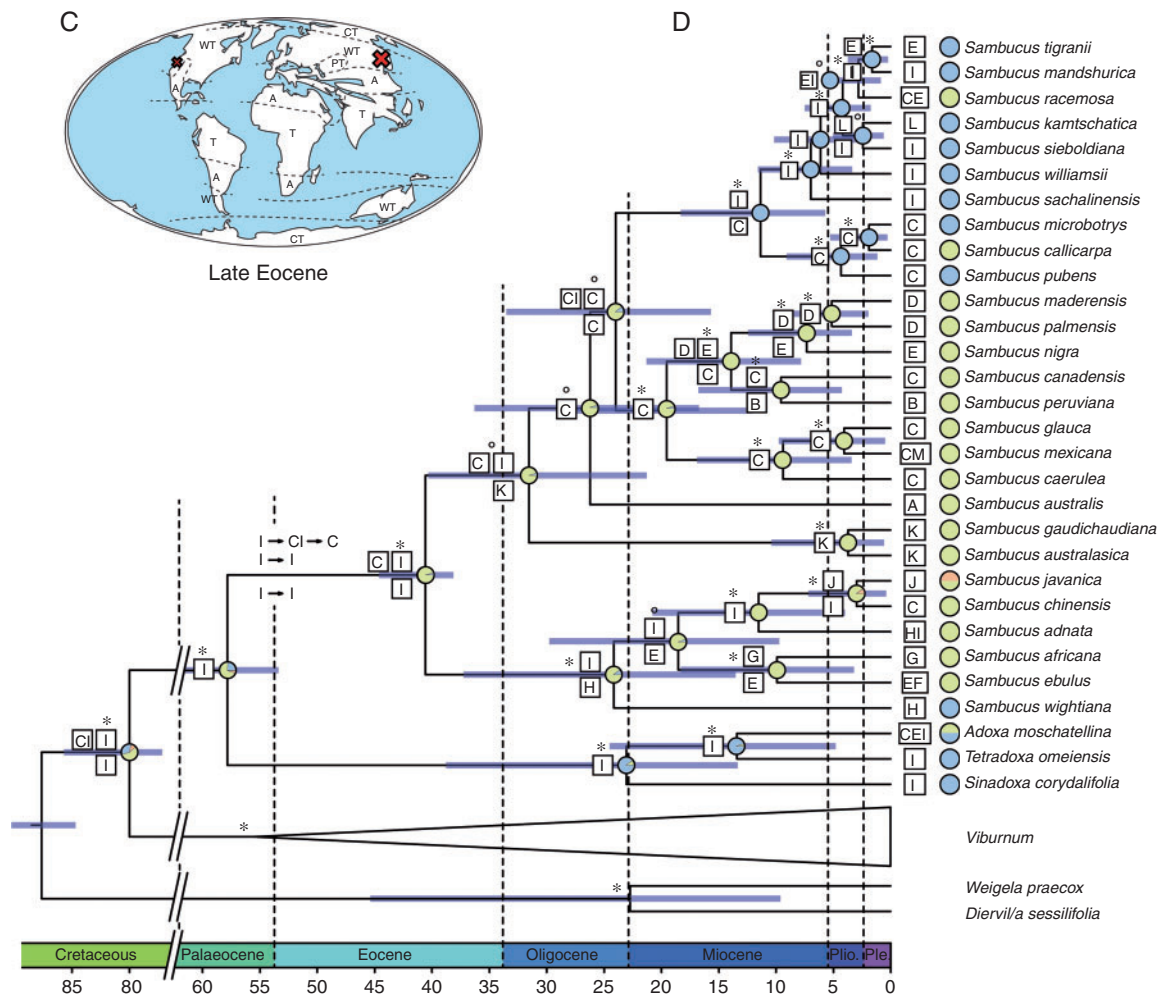 C
D
CT
WT
WT
PT
A
A
A
T
T
T
A
A
WT
WT
CT
Late Eocene
E
*
E
Sambucus tigranii
EI
*
I
I
Sambucus mandshurica
CE
Sambucus racemosa
*
I
L
L
Sambucus kamtschatica
I
I
I
Sambucus sieboldiana
*
I
I
Sambucus williamsii
*
I
C
I
Sambucus sachalinensis
*
C
C
Sambucus microbotrys
*
C
C
Sambucus callicarpa
C
Sambucus pubens
CI C
C
* *
D D
E
D
Sambucus maderensis
D
Sambucus palmensis
*
D E
C
E
Sambucus nigra
*
C
B
C
Sambucus canadensis
B
Sambucus peruviana
C
*
C
*
C
C
Sambucus glauca
*
C
CM
Sambucus mexicana
C
Sambucus caerulea
C I
K
A
Sambucus australis
*
K
K
Sambucus gaudichaudiana
K
Sambucus australasica
I → CI → C
I → I
I → I
*
C I
I
*
J
I
J
Sambucus javanica
C
Sambucus chinensis
*
I
HI
Sambucus adnata
I
E
*
G
E
G
Sambucus africana
EF
Sambucus ebulus
*
I
H
H
Sambucus wightiana
*
I
*
I
*
I
CEI
Adoxa moschatellina
I
Tetradoxa omeiensis
I
Sinadoxa corydalifolia
*
CI I
I
*
Viburnum
*
Weigela praecox
Diervil/a sessilifolia
Cretaceous Palaeocene Eocene Oligocene Miocene Plio. Ple.
85 80 60 55 50 45 40 35 30 25 20 15 10 5 0